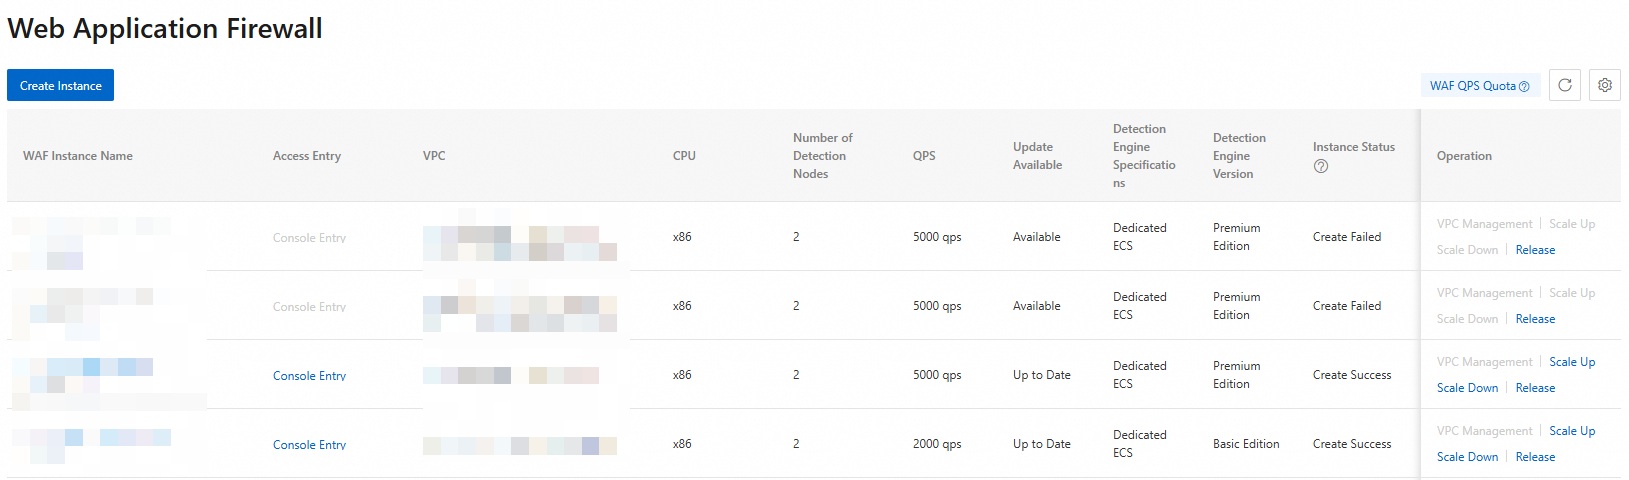 Web Application Firewall
Create Instance
WAF QPS Quota
WAF Instance Name
Access Entry
VPC
CPU
Number of
Detection
Nodes
QPS
Update
Available
Detection
Engine
Specificatio
ns
Detection
Engine
Version
Instance Status
Operation
Console Entry
x86
2
5000 qps
Available
Dedicated
ECS
Premium
Edition
Create Failed
VPC Management Scale Up
Scale Down Release
Console Entry
x86
2
5000 qps
Available
Dedicated
ECS
Premium
Edition
Create Failed
VPC Management Scale Up
Scale Down Release
Console Entry
x86
2
5000 qps
Up to Date
Dedicated
ECS
Premium
Edition
Create Success
VPC Management Scale Up
Scale Down Release
Console Entry
x86
2
2000 qps
Up to Date
Dedicated
ECS
Basic Edition
Create Success
VPC Management Scale Up
Scale Down Release